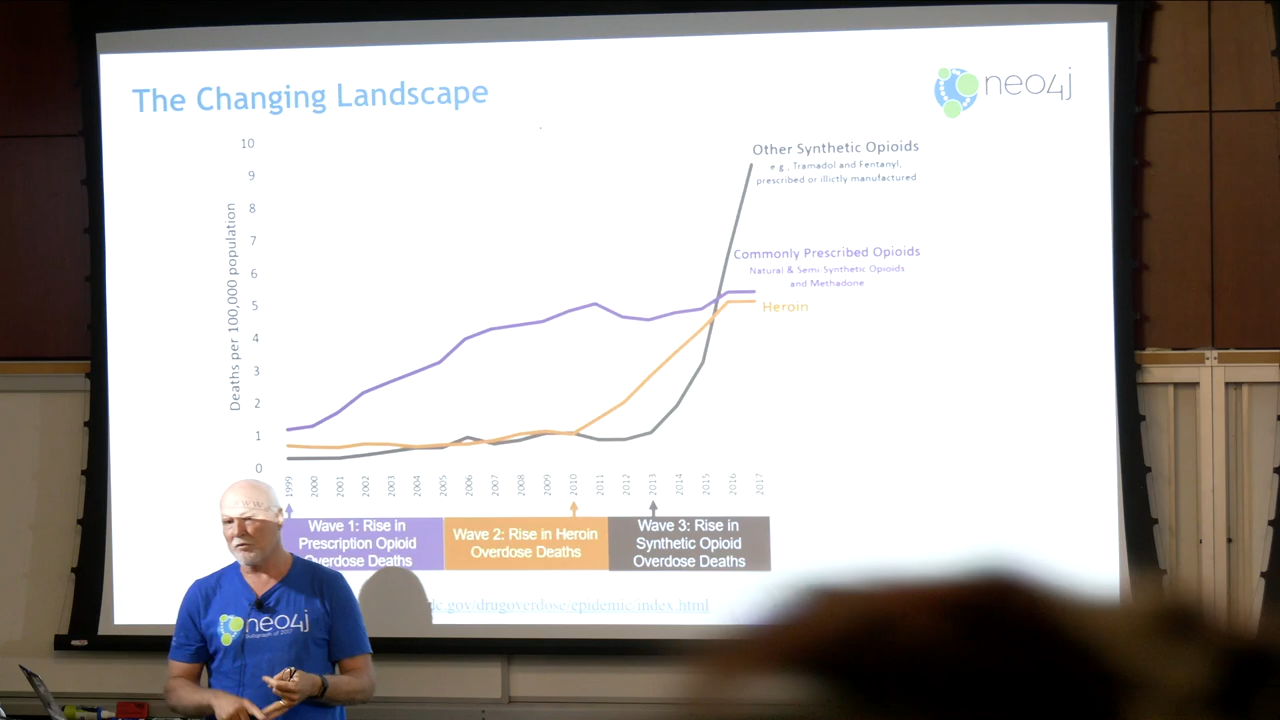 The Changing Landscape
neo4j
10
9
8
7
6
5
4
3
2
1
0
Deaths per 100,000 population
Other Synthetic Opioids
e.g., Tramadol and Fentanyl,
prescribed or illictly manufactured
Commonly Prescribed Opioids
Natural & Semi-Synthetic Opioids
and Methadone
Heroin
1999 2000 2001 2002 2003 2004 2005 2006 2007 2008 2009 2010 2011 2012 2013 2014 2015 2016 2017
Wave 1: Rise in
Prescription Opioid
Overdose Deaths
Wave 2: Rise in Heroin
Overdose Deaths
Wave 3: Rise in
Synthetic Opioid
Overdose Deaths
dc.gov/drugoverdose/epidemic/index.html
www
neo4j
Subgraph of 2017